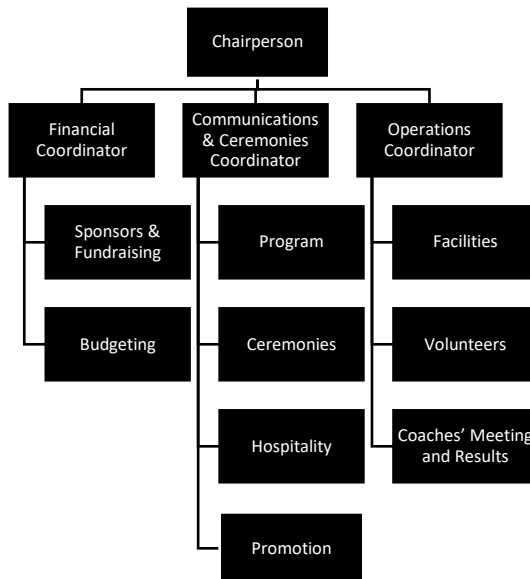 Chairperson
Financial
Coordinator
Communications
& Ceremonies
Coordinator
Operations
Coordinator
Sponsors &
Fundraising
Program
Facilities
Budgeting
Ceremonies
Volunteers
Hospitality
Coaches’ Meeting
and Results
Promotion